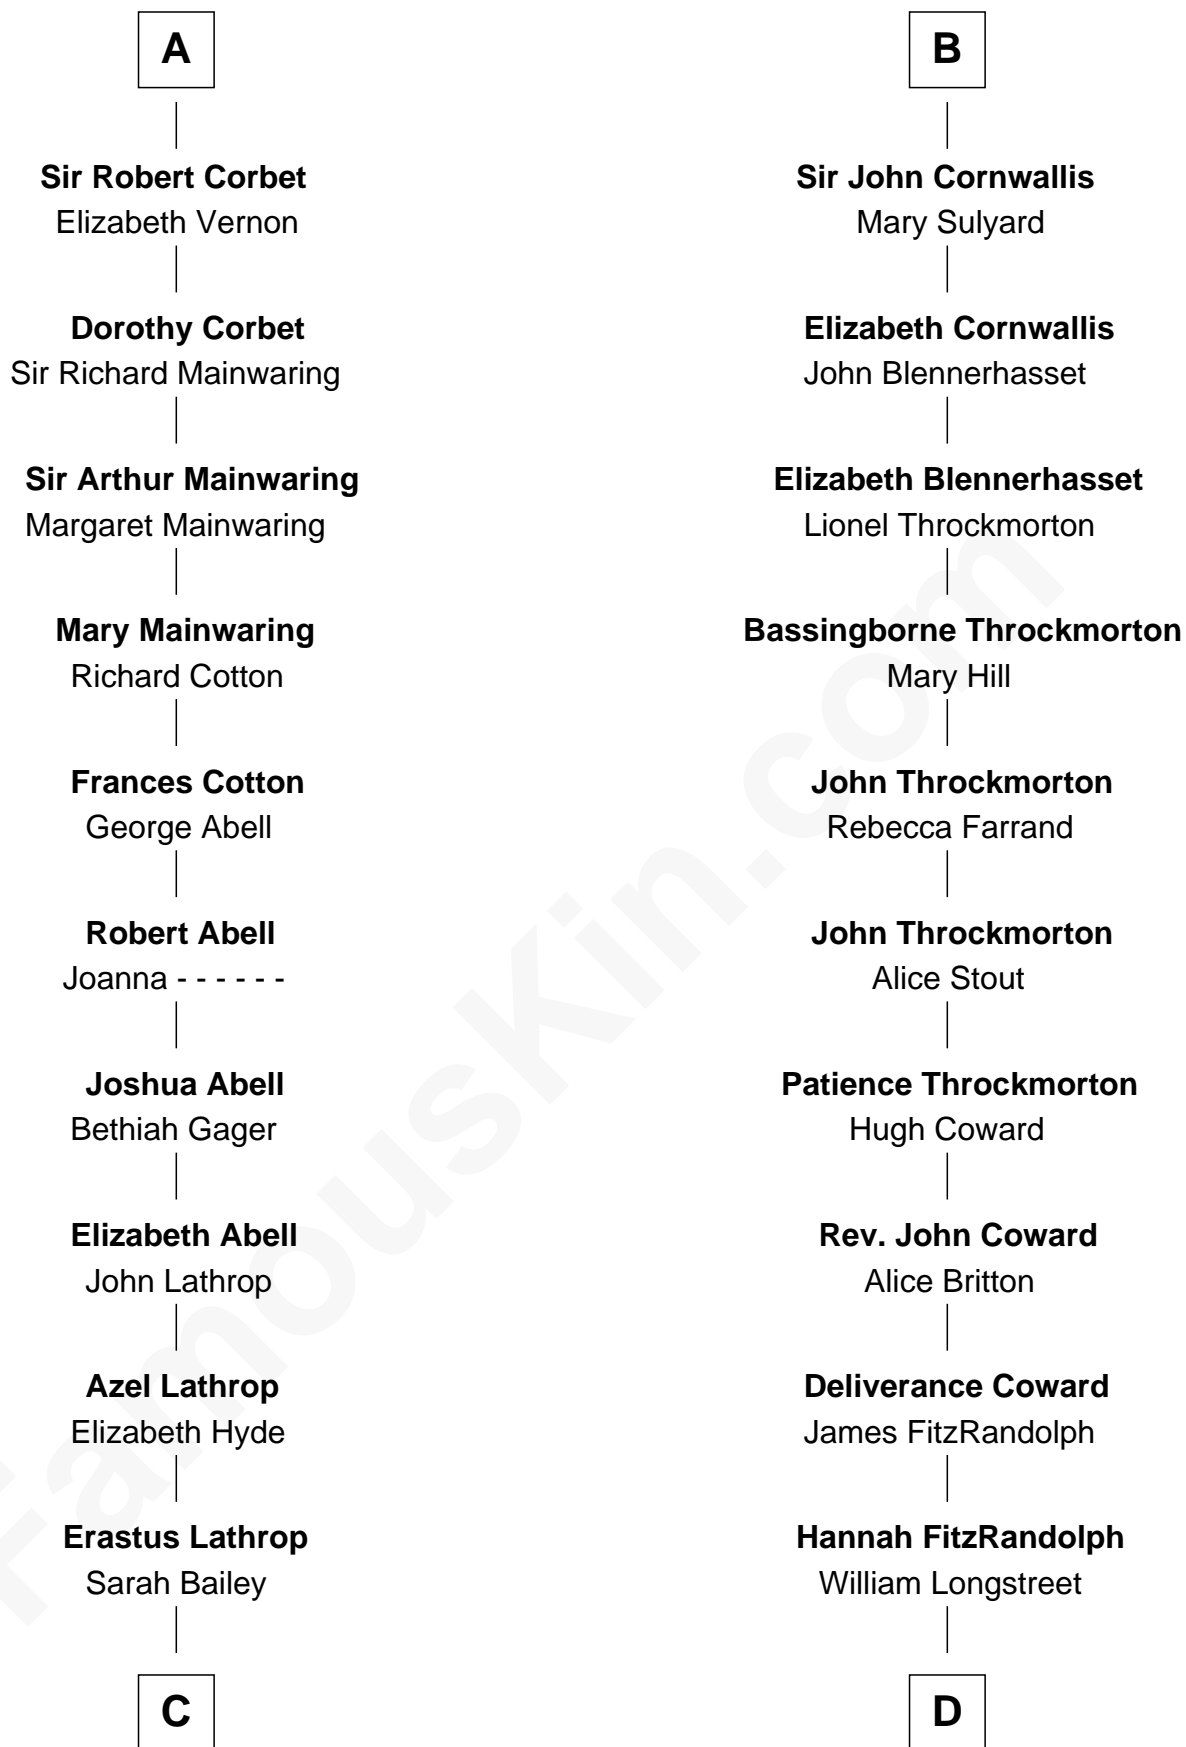 A
Sir Robert Corbet
Elizabeth Vernon
Dorothy Corbet
Sir Richard Mainwaring
Sir Arthur Mainwaring
Margaret Mainwaring
Mary Mainwaring
Richard Cotton
Frances Cotton
George Abell
Robert Abell
Joanna - - - - - -
Joshua Abell
Bethiah Gager
Elizabeth Abell
John Lathrop
Azel Lathrop
Elizabeth Hyde
Erastus Lathrop
Sarah Bailey
C
B
Sir John Cornwallis
Mary Sulyard
Elizabeth Cornwallis
John Blennerhasset
Elizabeth Blennerhasset
Lionel Throckmorton
Bassingborne Throckmorton
Mary Hill
John Throckmorton
Rebecca Farrand
John Throckmorton
Alice Stout
Patience Throckmorton
Hugh Coward
Rev. John Coward
Alice Britton
Deliverance Coward
James FitzRandolph
Hannah FitzRandolph
William Longstreet
D
FamousKin.com